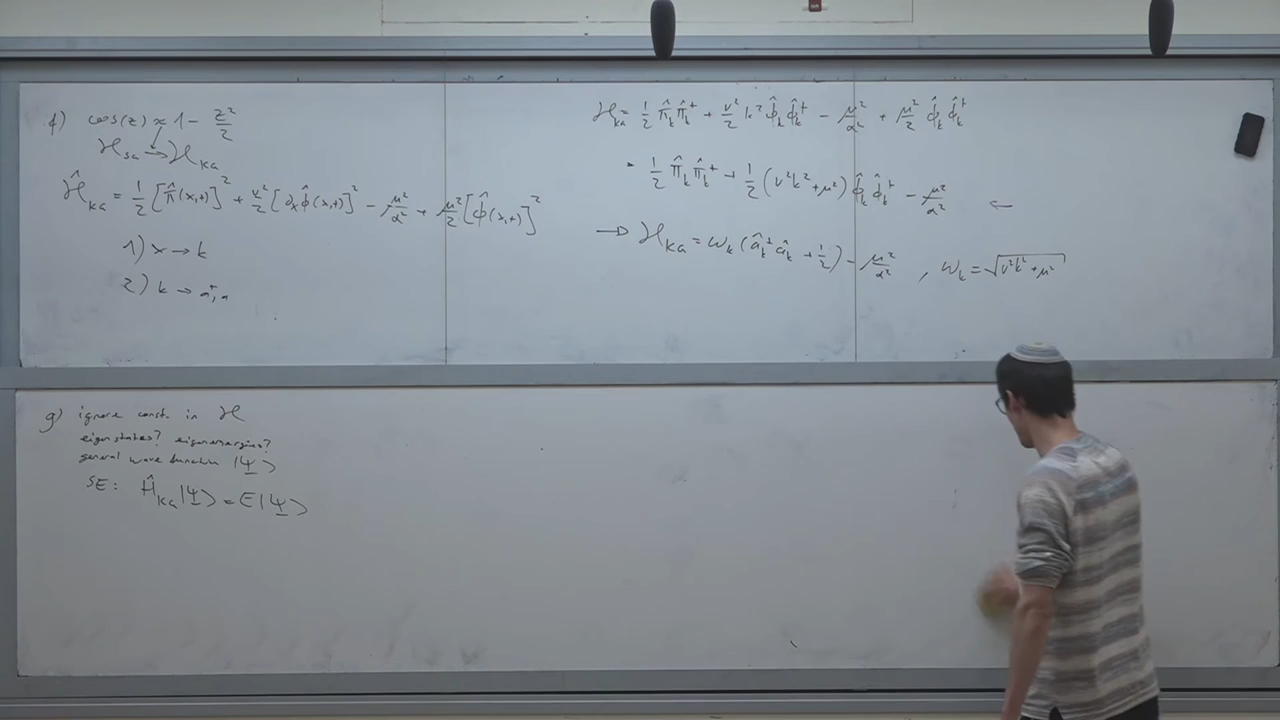 f) cos(z) ≈ 1 - z²/2
ℋ_SG → ℋ_KG
ℋ̂_KG = 1/2 [π̂(x,t)]² + v²/2 [∂ₓφ̂(x,t)]² - μ²/α² + μ²/2 [φ̂(x,t)]²
1) x → k
2) k → a⁺, a
ℋ_KG = 1/2 π̂_k π̂_k⁺ + v²/2 k² φ̂_k φ̂_k⁺ - μ²/α² + μ²/2 φ̂_k φ̂_k⁺
= 1/2 π̂_k π̂_k⁺ + 1/2 (v²k² + μ²) φ̂_k φ̂_k⁺ - μ²/α² ←
→ ℋ_KG = ω_k (â_k⁺ â_k + 1/2) - μ²/α² , ω_k = √(v²k² + μ²)
g) ignore const. in ℋ
eigenstates? eigenenergies?
general wave function |Ψ⟩
SE: Ĥ_KG |Ψ⟩ = E |Ψ⟩